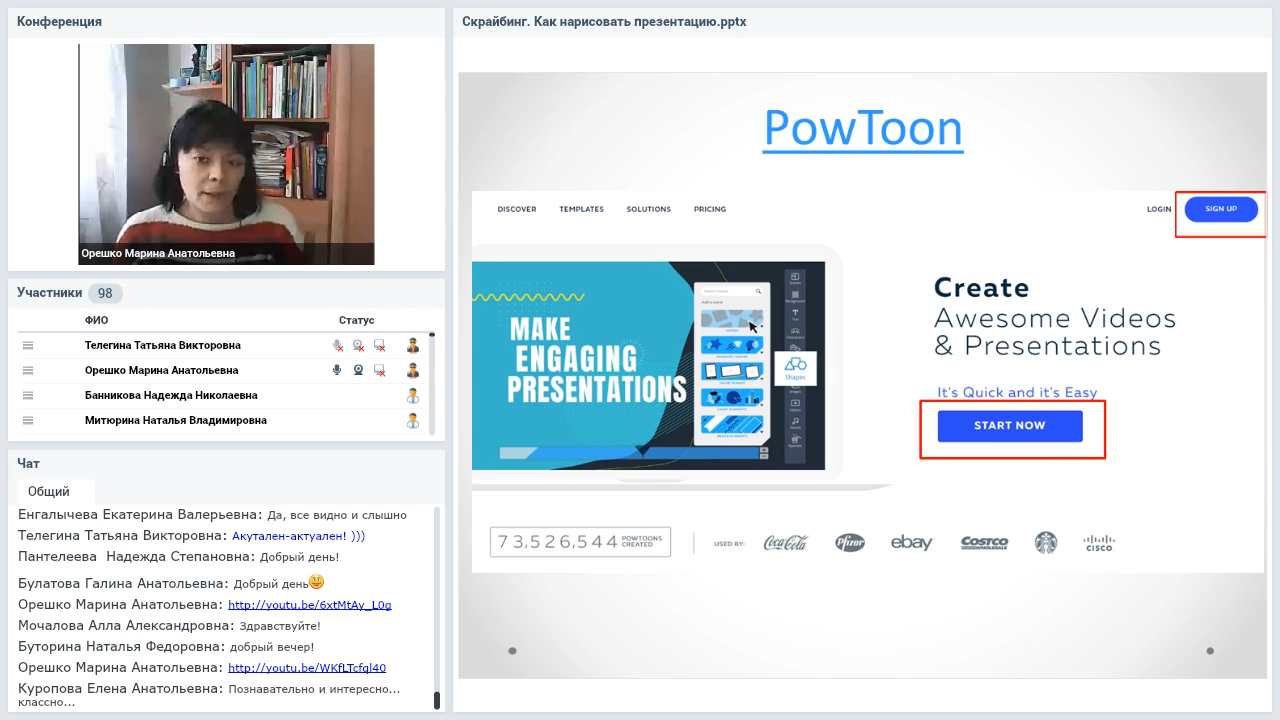 Конференция
Орешко Марина Анатольевна
Участники 98
ФИО Статус
Телегина Татьяна Викторовна
Орешко Марина Анатольевна
Банникова Надежда Николаевна
Митюрина Наталья Владимировна
Чат
Общий
Енгалычева Екатерина Валерьевна: Да, все видно и слышно
Телегина Татьяна Викторовна: Акутален-актуален! )))
Пантелеева Надежда Степановна: Добрый день!
Булатова Галина Анатольевна: Добрый день
Орешко Марина Анатольевна: http://youtu.be/6xtMtAy_L0g
Мочалова Алла Александровна: Здравствуйте!
Буторина Наталья Федоровна: добрый вечер!
Орешко Марина Анатольевна: http://youtu.be/WKfLTcfql40
Куропова Елена Анатольевна: Познавательно и интересно...
классно...
Скрайбинг. Как нарисовать презентацию.pptx
PowToon
DISCOVER TEMPLATES SOLUTIONS PRICING LOGIN SIGN UP
MAKE
ENGAGING
PRESENTATIONS
Shapes
Create
Awesome Videos
& Presentations
It's Quick and it's Easy
START NOW
73,526,544 POWTOONS
CREATED
USED BY: Coca-Cola Pfizer ebay COSTCO WHOLESALE CISCO